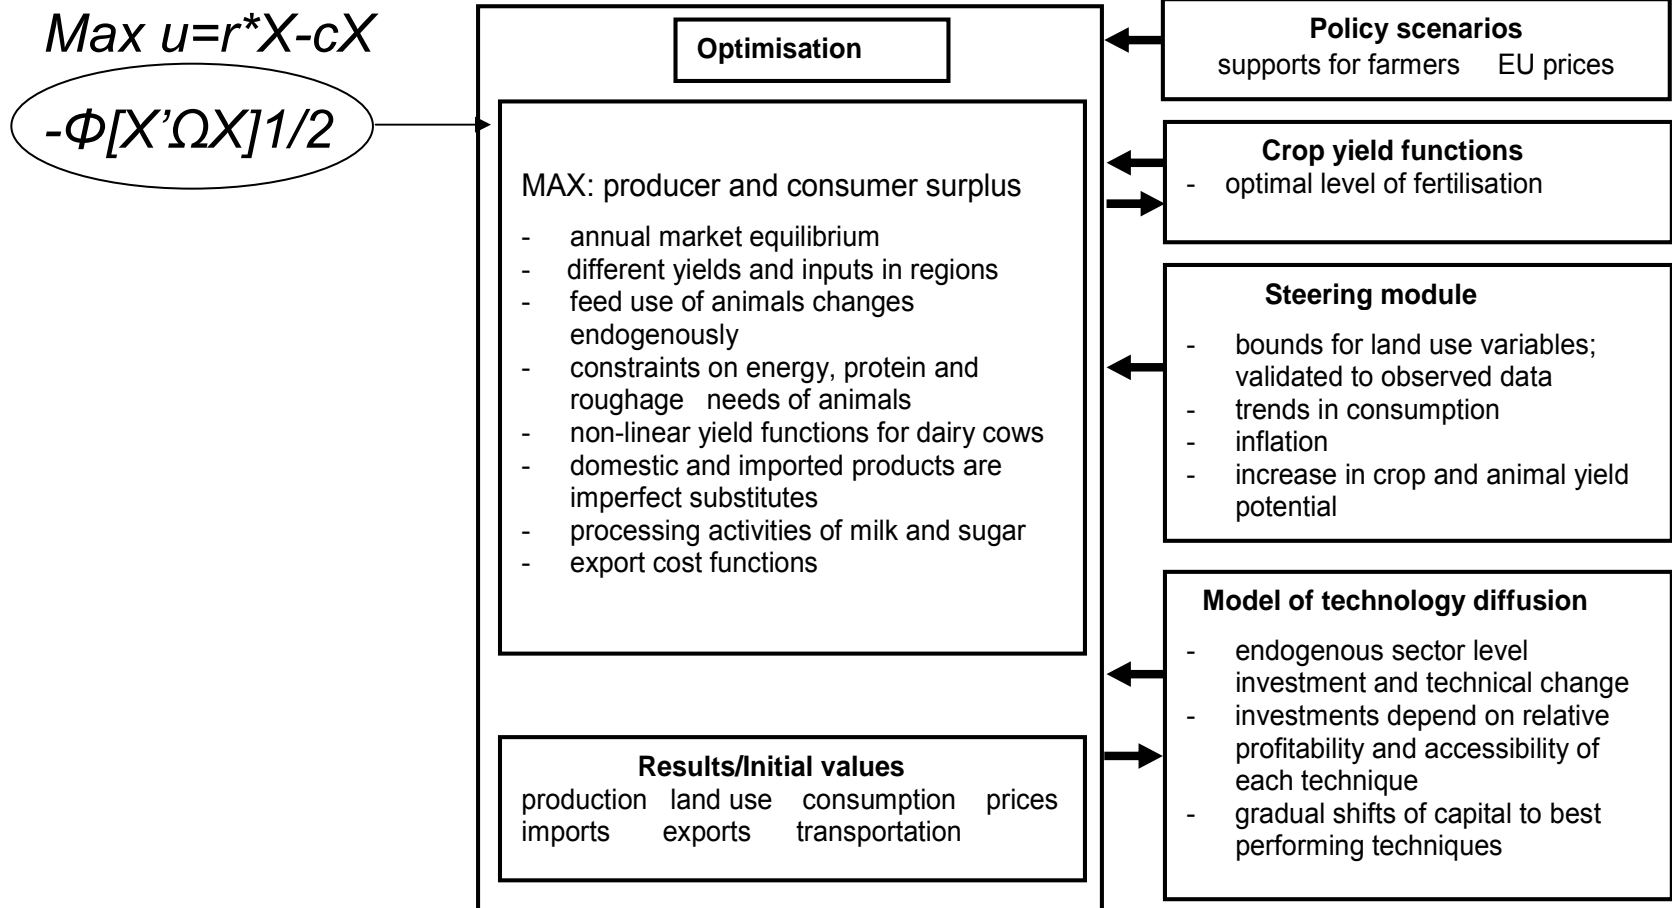 Max u=r*X-cX
-Φ[X’ΩX]1/2
Optimisation
MAX: producer and consumer surplus
- annual market equilibrium
- different yields and inputs in regions
- feed use of animals changes
endogenously
- constraints on energy, protein and
roughage needs of animals
- non-linear yield functions for dairy cows
- domestic and imported products are
imperfect substitutes
- processing activities of milk and sugar
- export cost functions
Results/Initial values
production land use consumption prices
imports exports transportation
Policy scenarios
supports for farmers EU prices
Crop yield functions
- optimal level of fertilisation
Steering module
- bounds for land use variables;
validated to observed data
- trends in consumption
- inflation
- increase in crop and animal yield
potential
Model of technology diffusion
- endogenous sector level
investment and technical change
- investments depend on relative
profitability and accessibility of
each technique
- gradual shifts of capital to best
performing techniques